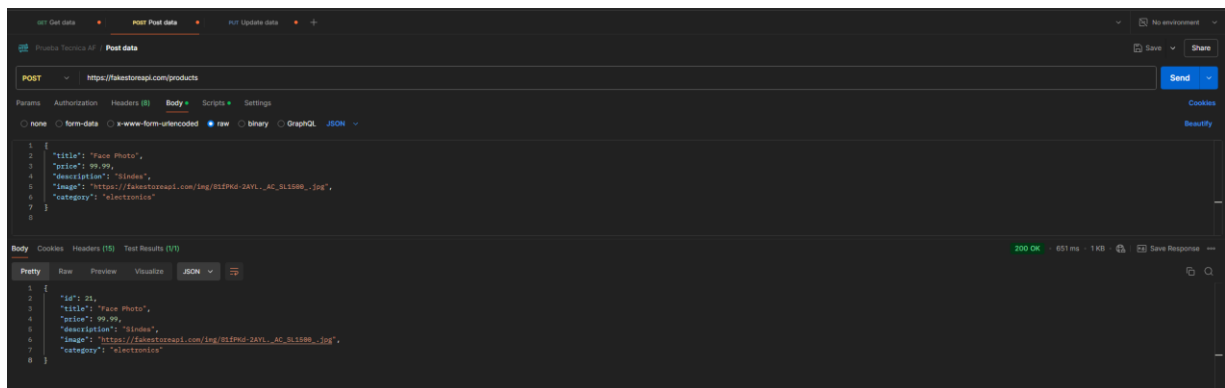 GET Get data POST Post data PUT Update data + No environment
Prueba Tecnica AF / Post data Save Share
POST https://fakestoreapi.com/products Send
Params Authorization Headers (8) Body Scripts Settings Cookies
none form-data x-www-form-urlencoded raw binary GraphQL JSON Beautify
1 {
2 "title": "Face Photo",
3 "price": 99.99,
4 "description": "Sindes",
5 "image": "https://fakestoreapi.com/img/81fPKd-2AYL._AC_SL1500_.jpg",
6 "category": "electronics"
7 }
8
Body Cookies Headers (15) Test Results (1/1) 200 OK 651 ms 1 KB Save Response
Pretty Raw Preview Visualize JSON
1 {
2 "id": 21,
3 "title": "Face Photo",
4 "price": 99.99,
5 "description": "Sindes",
6 "image": "https://fakestoreapi.com/img/81fPKd-2AYL._AC_SL1500_.jpg",
7 "category": "electronics"
8 }